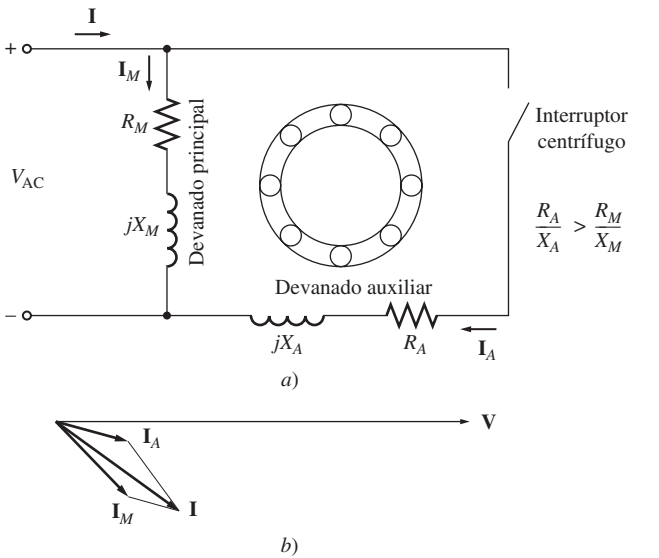 I
+
I_M
R_M
Devanado principal
Interruptor
centrífugo
V_AC
jX_M
R_A / X_A > R_M / X_M
Devanado auxiliar
–
jX_A
R_A
I_A
a)
V
I_A
I_M
I
b)